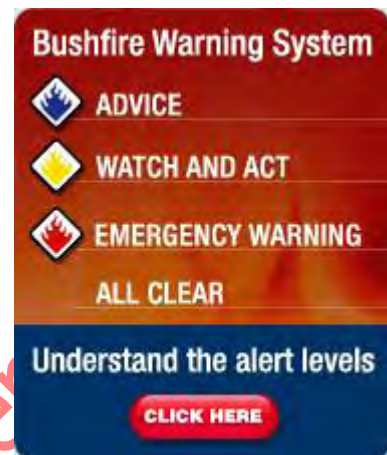 Bushfire Warning System
ADVICE
WATCH AND ACT
EMERGENCY WARNING
ALL CLEAR
Understand the alert levels
CLICK HERE